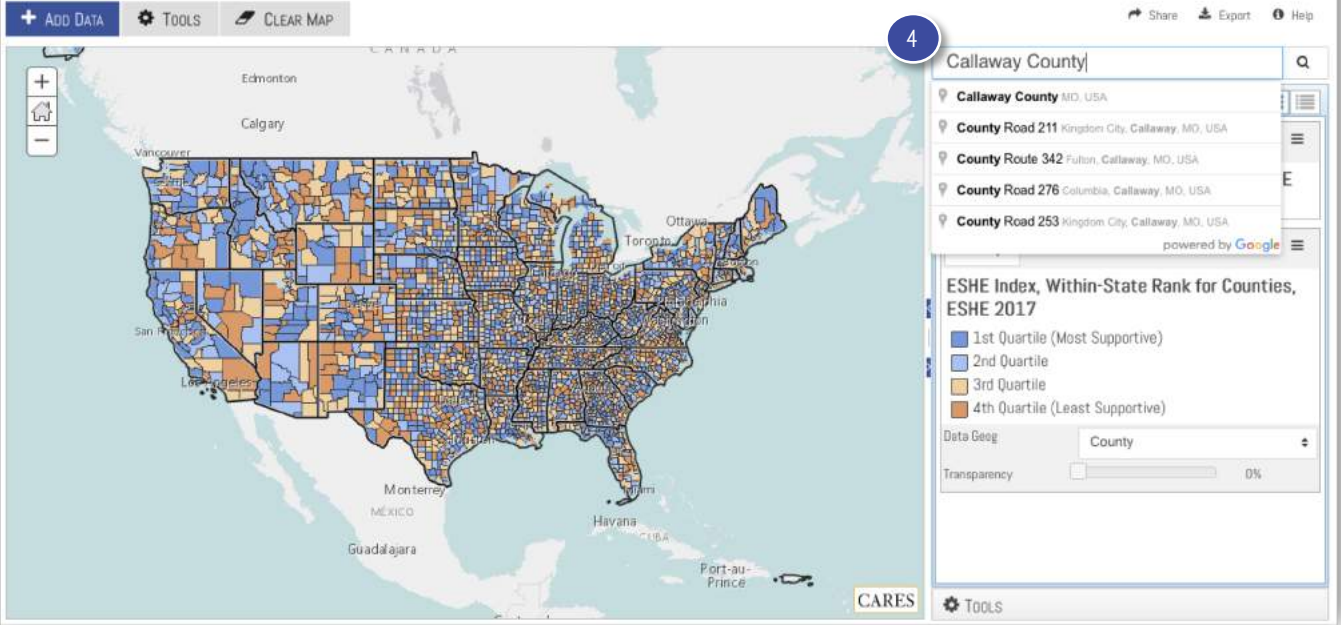 + ADD DATA
TOOLS
CLEAR MAP
Share
Export
Help
4
Callaway County
Callaway County MO, USA
County Road 211 Kingdom City, Callaway, MO, USA
County Route 342 Fulton, Callaway, MO, USA
County Road 276 Columbia, Callaway, MO, USA
County Road 253 Kingdom City, Callaway, MO, USA
powered by Google
E
ESHE Index, Within-State Rank for Counties,
ESHE 2017
1st Quartile (Most Supportive)
2nd Quartile
3rd Quartile
4th Quartile (Least Supportive)
Data Geog
County
Transparency
0%
TOOLS
+
−
CANADA
Edmonton
Calgary
Vancouver
Ottawa
Toronto
San
Los Angeles
Monterrey
MÉXICO
Guadalajara
Miami
Havana
CUBA
Port-au-
Prince
CARES